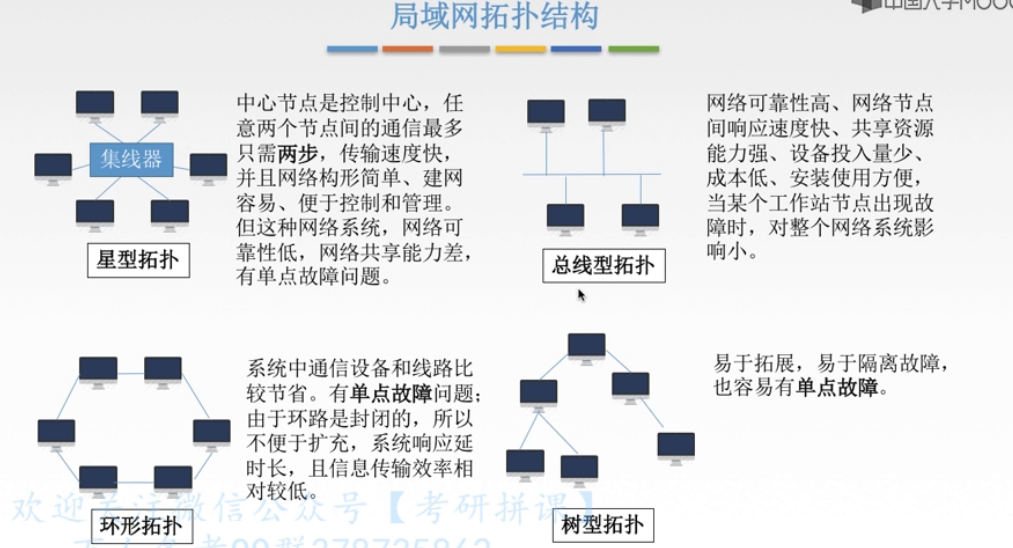 局域网拓扑结构
中国大学MOOC
中心节点是控制中心，任
意两个节点间的通信最多
只需两步，传输速度快，
并且网络构形简单、建网
容易、便于控制和管理。
但这种网络系统，网络可
靠性低，网络共享能力差，
有单点故障问题。
集线器
星型拓扑
网络可靠性高、网络节点
间响应速度快、共享资源
能力强、设备投入量少、
成本低、安装使用方便，
当某个工作站节点出现故
障时，对整个网络系统影
响小。
总线型拓扑
系统中通信设备和线路比
较节省。有单点故障问题；
由于环路是封闭的，所以
不便于扩充，系统响应延
时长，且信息传输效率相
对较低。
环形拓扑
易于拓展，易于隔离故障，
也容易有单点故障。
树型拓扑
欢迎关注微信公众号【考研拼课】